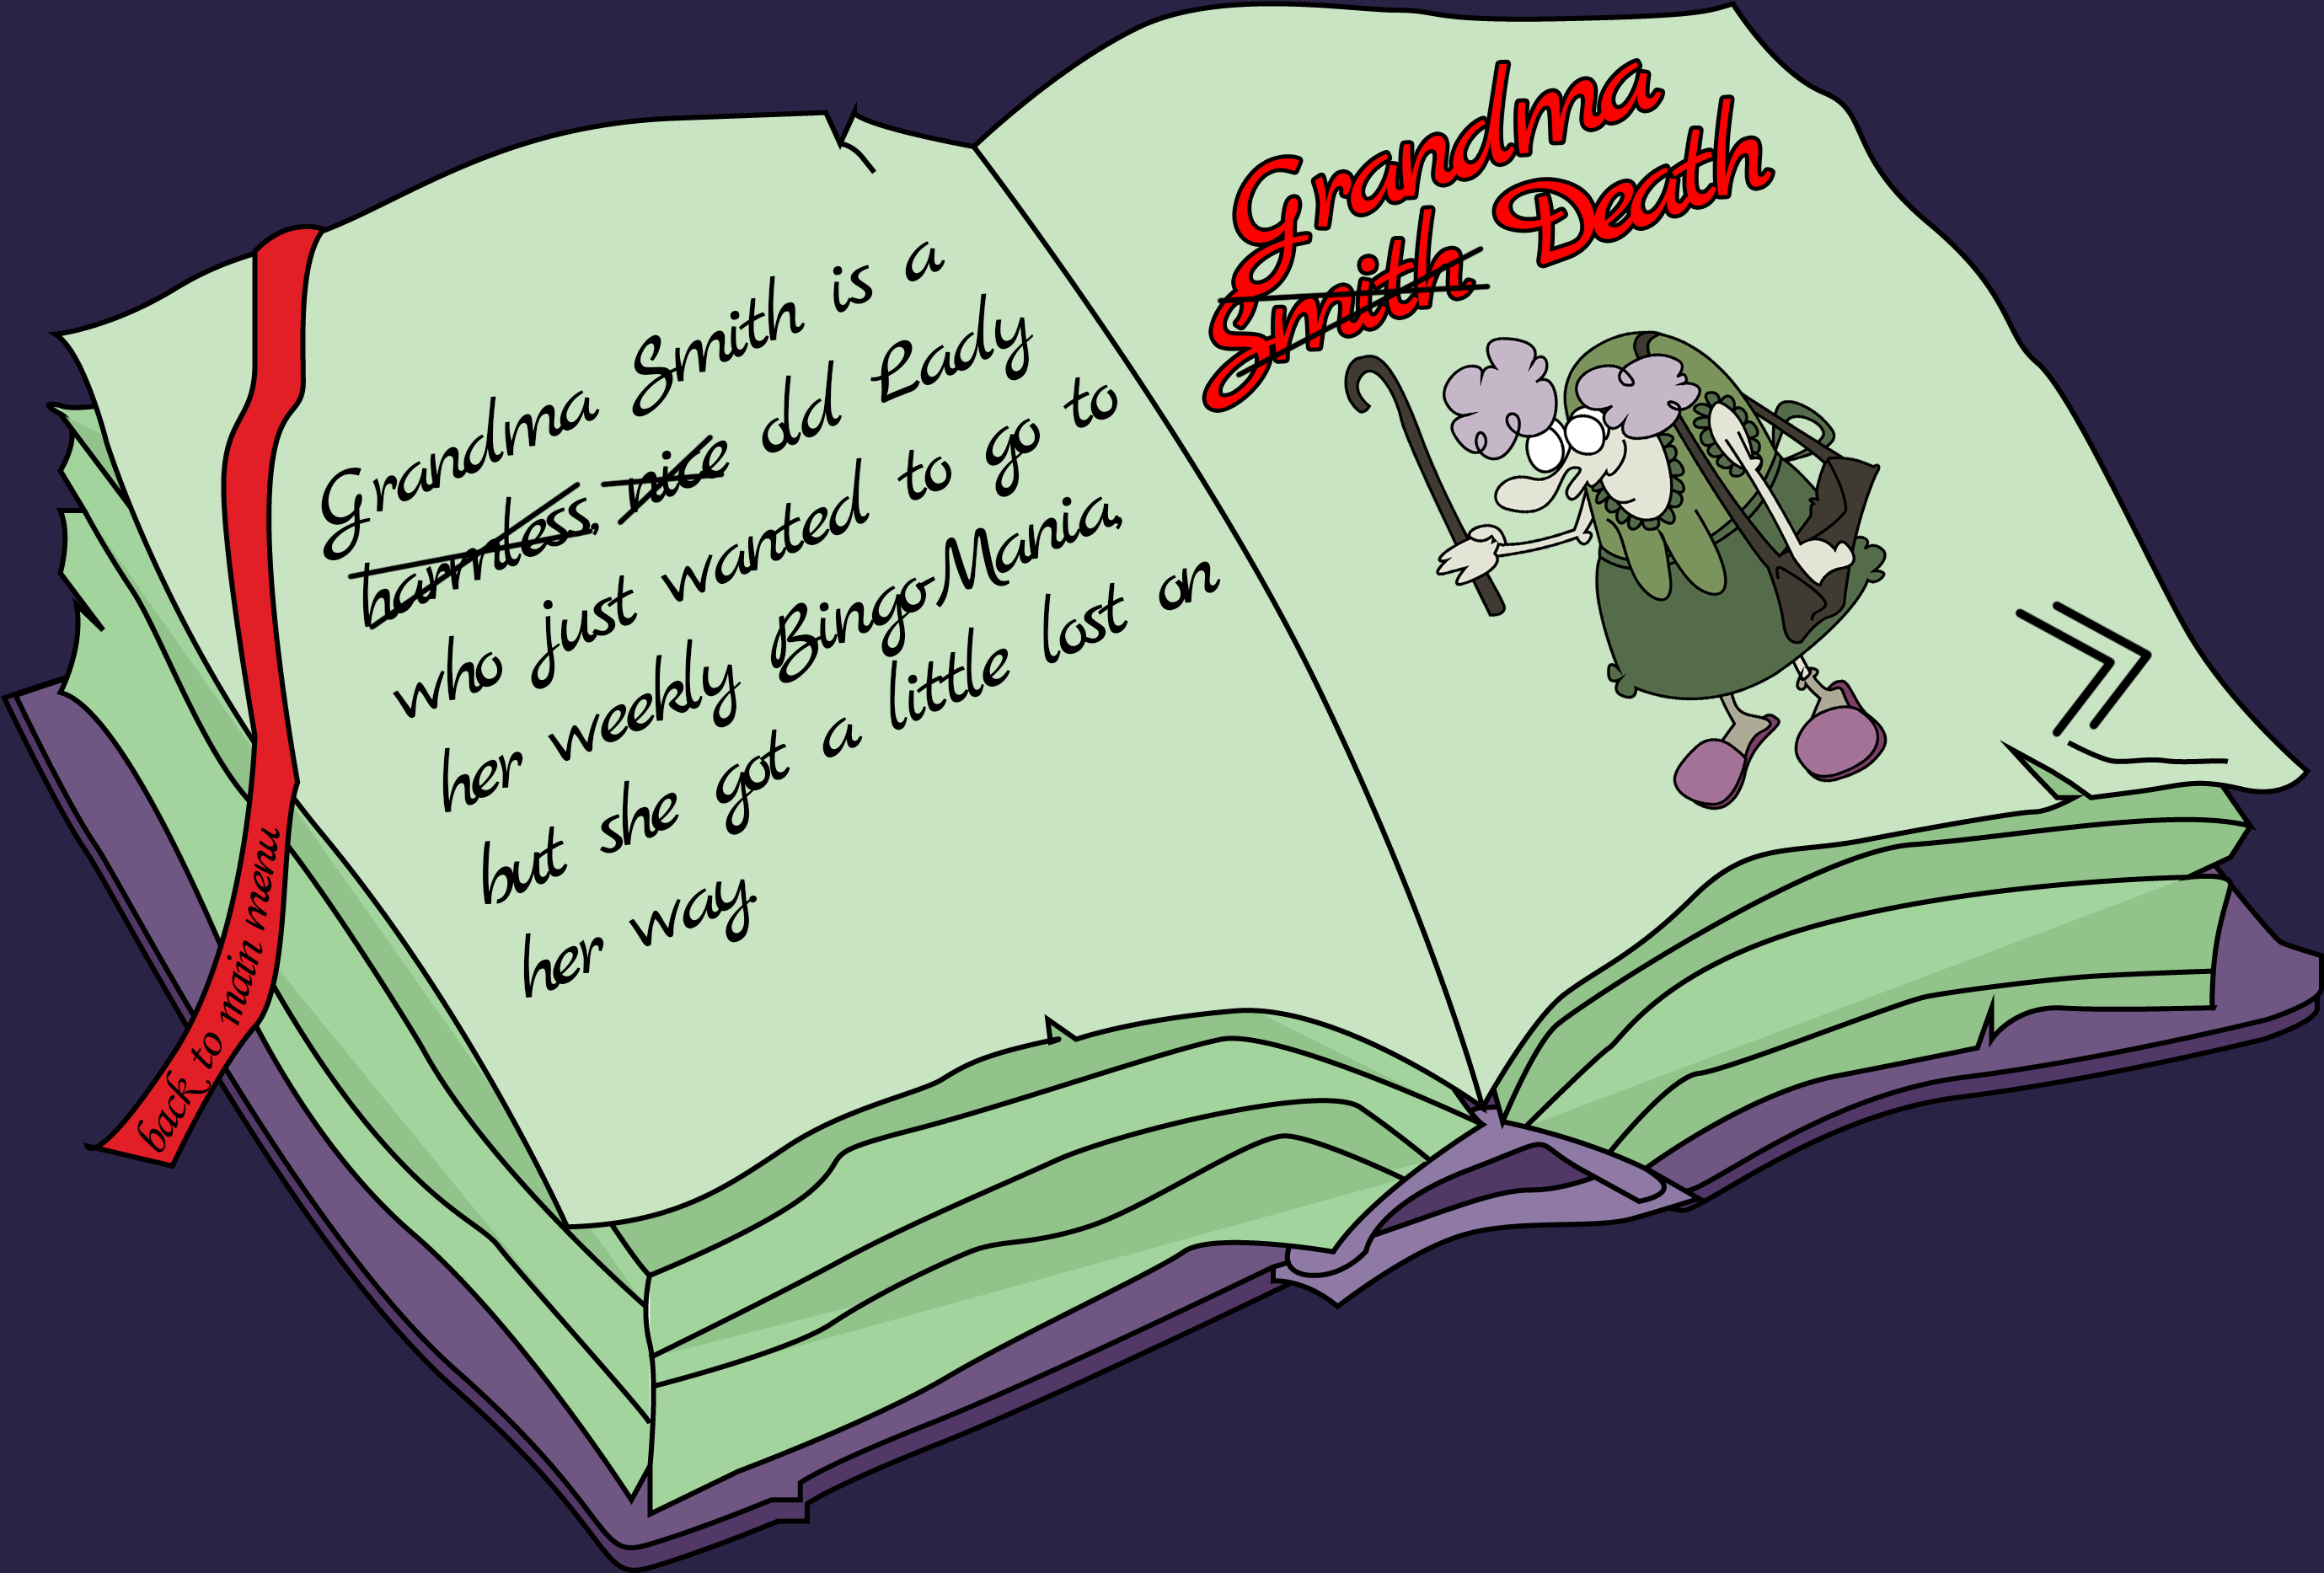 Grandma Smith is a
harmless, nice old Lady
who just wanted to go to
her weekly Bingo-Mania,
but she got a little lost on
her way.
Grandma
Smith Death
back to main menu